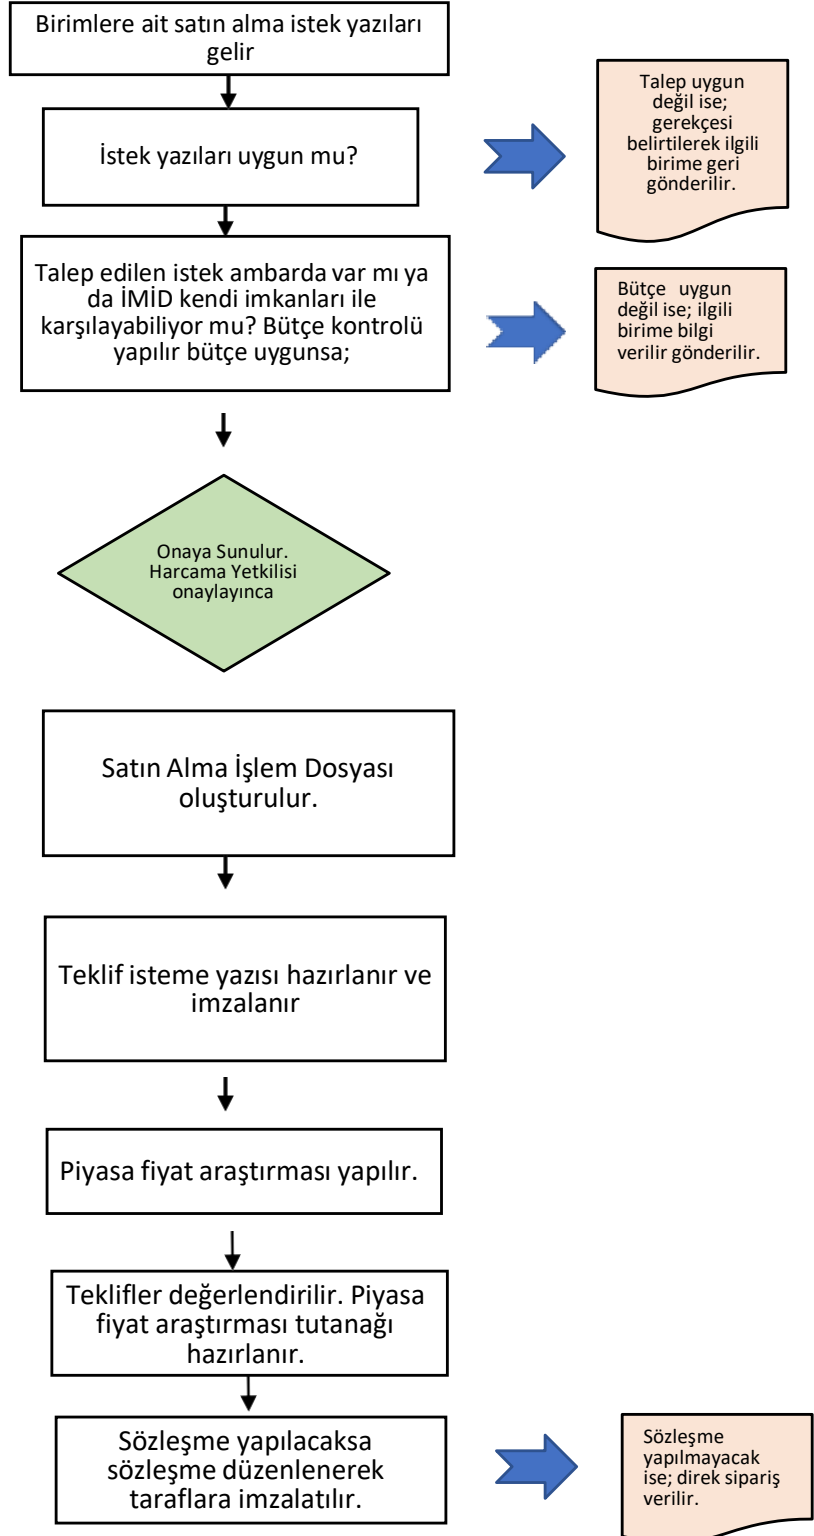 Birimlere ait satın alma istek yazıları
gelir
İstek yazıları uygun mu?
Talep uygun
değil ise;
gerekçesi
belirtilerek ilgili
birime geri
gönderilir.
Talep edilen istek ambarda var mı ya
da İMİD kendi imkanları ile
karşılayabiliyor mu? Bütçe kontrolü
yapılır bütçe uygunsa;
Bütçe uygun
değil ise; ilgili
birime bilgi
verilir gönderilir.
Onaya Sunulur.
Harcama Yetkilisi
onaylayınca
Satın Alma İşlem Dosyası
oluşturulur.
Teklif isteme yazısı hazırlanır ve
imzalanır
Piyasa fiyat araştırması yapılır.
Teklifler değerlendirilir. Piyasa
fiyat araştırması tutanağı
hazırlanır.
Sözleşme yapılacaksa
sözleşme düzenlenerek
taraflara imzalatılır.
Sözleşme
yapılmayacak
ise; direk sipariş
verilir.